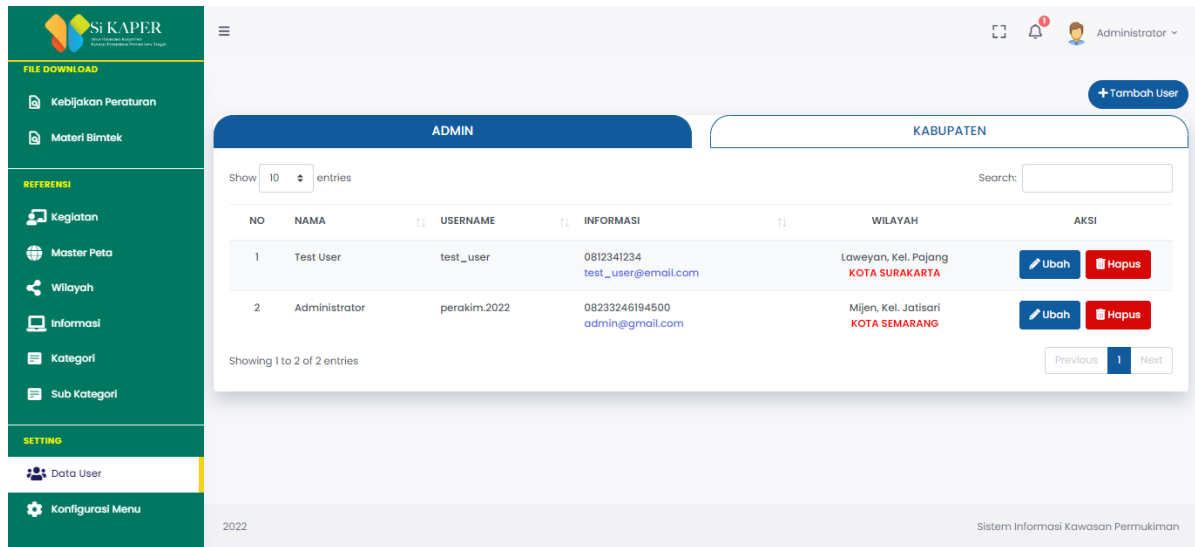 Si KAPER
1
Administrator
FILE DOWNLOAD
Kebijakan Peraturan
Materi Bimtek
REFERENSI
Kegiatan
Master Peta
Wilayah
Informasi
Kategori
Sub Kategori
SETTING
Data User
Konfigurasi Menu
+ Tambah User
ADMIN KABUPATEN
Show 10 entries Search:
NO NAMA USERNAME INFORMASI WILAYAH AKSI
1 Test User test_user 0812341234 Laweyan, Kel. Pajang Ubah Hapus
test_user@email.com KOTA SURAKARTA
2 Administrator perakim.2022 08233246194500 Mijen, Kel. Jatisari Ubah Hapus
admin@gmail.com KOTA SEMARANG
Showing 1 to 2 of 2 entries Previous 1 Next
2022 Sistem Informasi Kawasan Permukiman